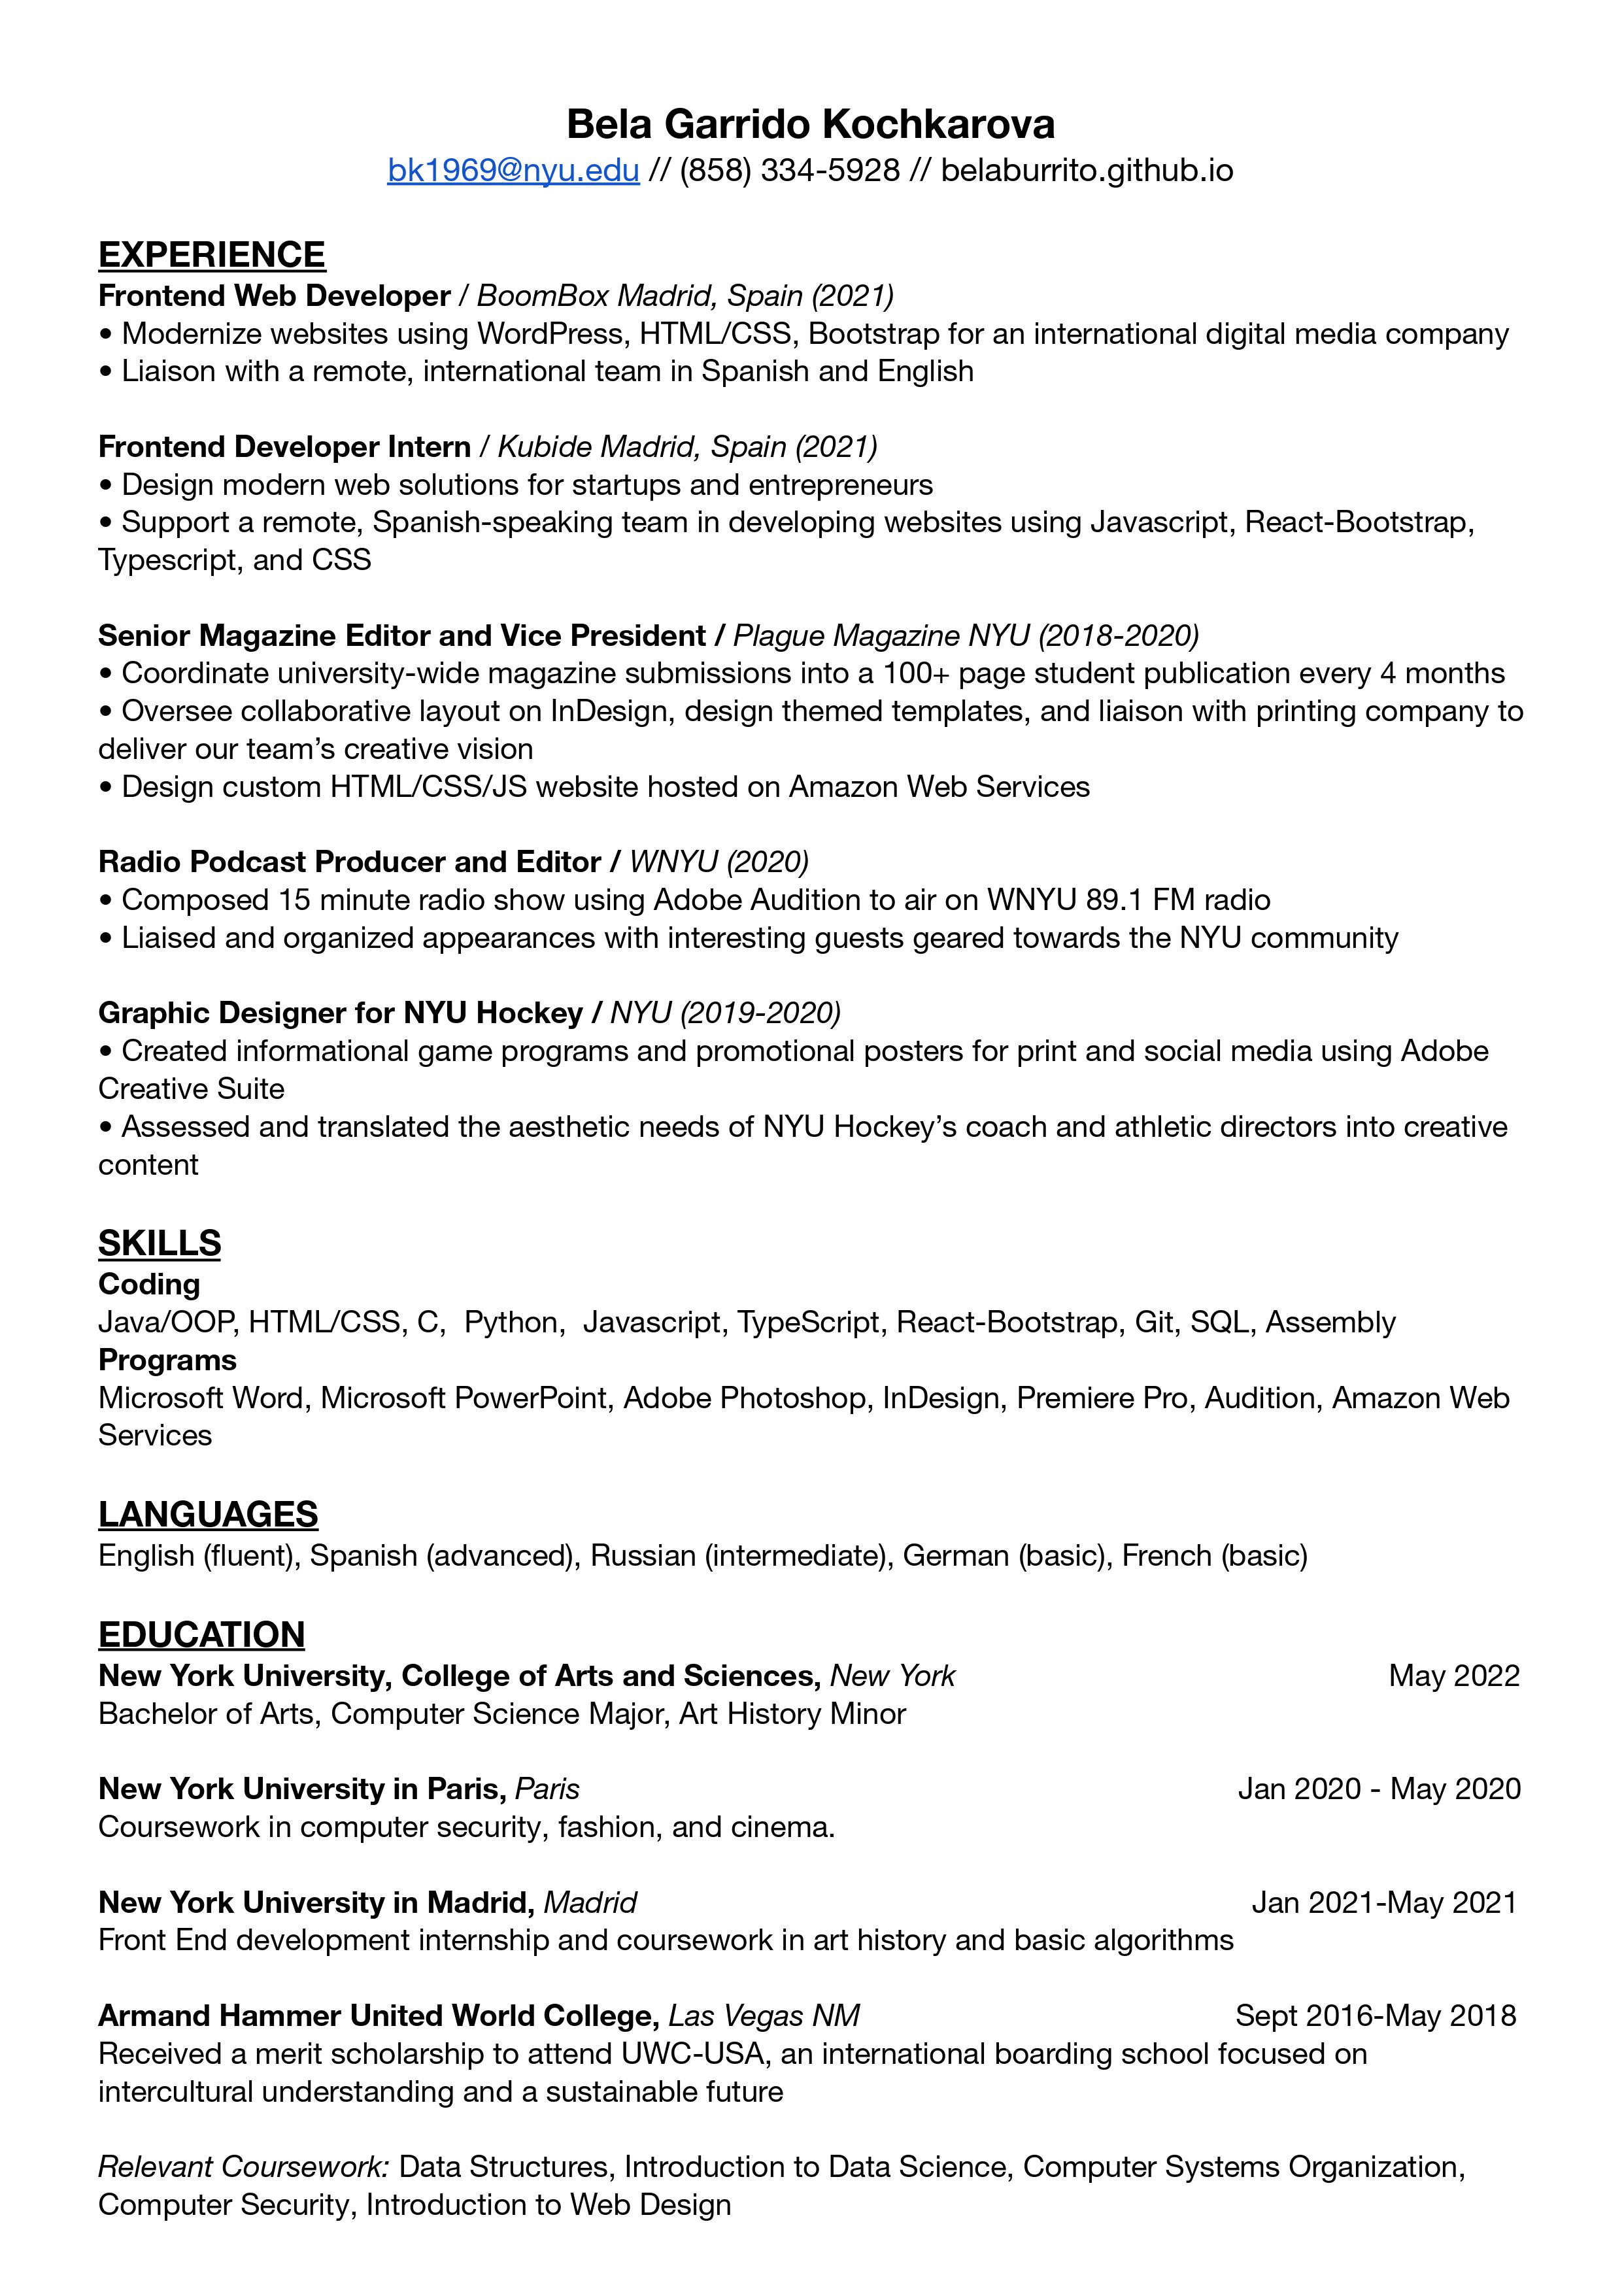 Bela Garrido Kochkarova
bk1969@nyu.edu // (858) 334-5928 // belaburrito.github.io
EXPERIENCE
Frontend Web Developer / BoomBox Madrid, Spain (2021)
• Modernize websites using WordPress, HTML/CSS, Bootstrap for an international digital media company
• Liaison with a remote, international team in Spanish and English
Frontend Developer Intern / Kubide Madrid, Spain (2021)
• Design modern web solutions for startups and entrepreneurs
• Support a remote, Spanish-speaking team in developing websites using Javascript, React-Bootstrap,
Typescript, and CSS
Senior Magazine Editor and Vice President / Plague Magazine NYU (2018-2020)
• Coordinate university-wide magazine submissions into a 100+ page student publication every 4 months
• Oversee collaborative layout on InDesign, design themed templates, and liaison with printing company to
deliver our team’s creative vision
• Design custom HTML/CSS/JS website hosted on Amazon Web Services
Radio Podcast Producer and Editor / WNYU (2020)
• Composed 15 minute radio show using Adobe Audition to air on WNYU 89.1 FM radio
• Liaised and organized appearances with interesting guests geared towards the NYU community
Graphic Designer for NYU Hockey / NYU (2019-2020)
• Created informational game programs and promotional posters for print and social media using Adobe
Creative Suite
• Assessed and translated the aesthetic needs of NYU Hockey’s coach and athletic directors into creative
content
SKILLS
Coding
Java/OOP, HTML/CSS, C,  Python,  Javascript, TypeScript, React-Bootstrap, Git, SQL, Assembly
Programs
Microsoft Word, Microsoft PowerPoint, Adobe Photoshop, InDesign, Premiere Pro, Audition, Amazon Web
Services
LANGUAGES
English (fluent), Spanish (advanced), Russian (intermediate), German (basic), French (basic)
EDUCATION
New York University, College of Arts and Sciences, New York May 2022
Bachelor of Arts, Computer Science Major, Art History Minor
New York University in Paris, Paris Jan 2020 - May 2020
Coursework in computer security, fashion, and cinema.
New York University in Madrid, Madrid Jan 2021-May 2021
Front End development internship and coursework in art history and basic algorithms
Armand Hammer United World College, Las Vegas NM Sept 2016-May 2018
Received a merit scholarship to attend UWC-USA, an international boarding school focused on
intercultural understanding and a sustainable future
Relevant Coursework: Data Structures, Introduction to Data Science, Computer Systems Organization,
Computer Security, Introduction to Web Design